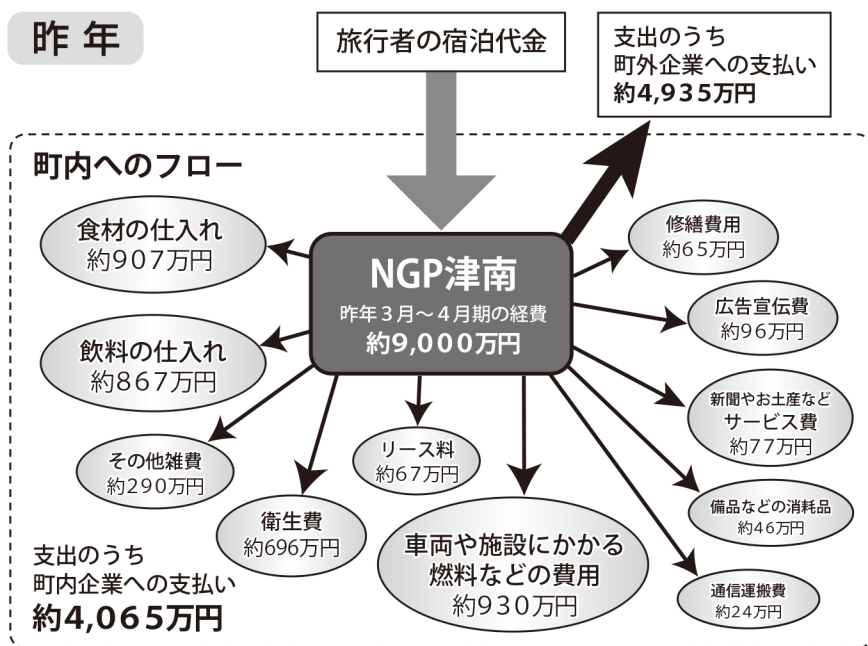 昨年
旅行者の宿泊代金
支出のうち
町外企業への支払い
約4,935万円
町内へのフロー
食材の仕入れ
約907万円
飲料の仕入れ
約867万円
その他雑費
約290万円
衛生費
約696万円
リース料
約67万円
車両や施設にかかる
燃料などの費用
約930万円
NGP津南
昨年3月~4月期の経費
約9,000万円
修繕費用
約65万円
広告宣伝費
約96万円
新聞やお土産など
サービス費
約77万円
備品などの消耗品
約46万円
通信運搬費
約24万円
支出のうち
町内企業への支払い
約4,065万円